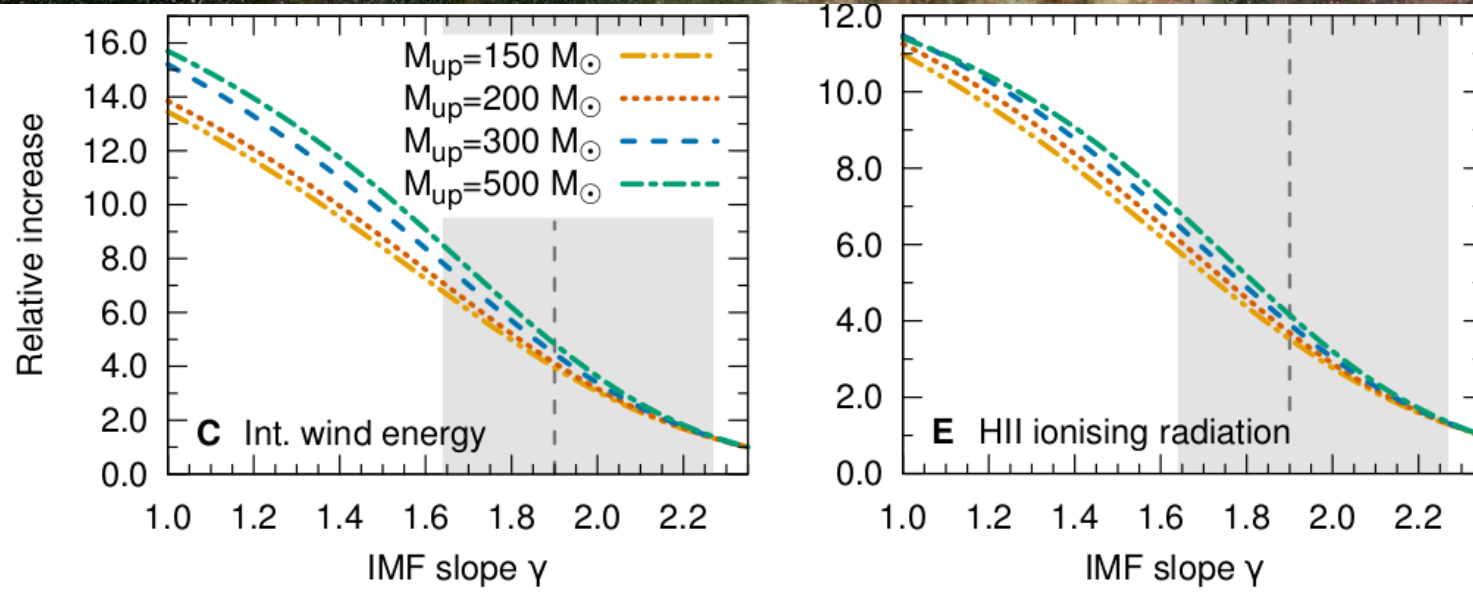 Relative increase
16.0
14.0
12.0
10.0
8.0
6.0
4.0
2.0
0.0
M_up=150 M☉
M_up=200 M☉
M_up=300 M☉
M_up=500 M☉
C Int. wind energy
1.0 1.2 1.4 1.6 1.8 2.0 2.2
IMF slope γ
12.0
10.0
8.0
6.0
4.0
2.0
0.0
E HII ionising radiation
1.0 1.2 1.4 1.6 1.8 2.0 2.2
IMF slope γ